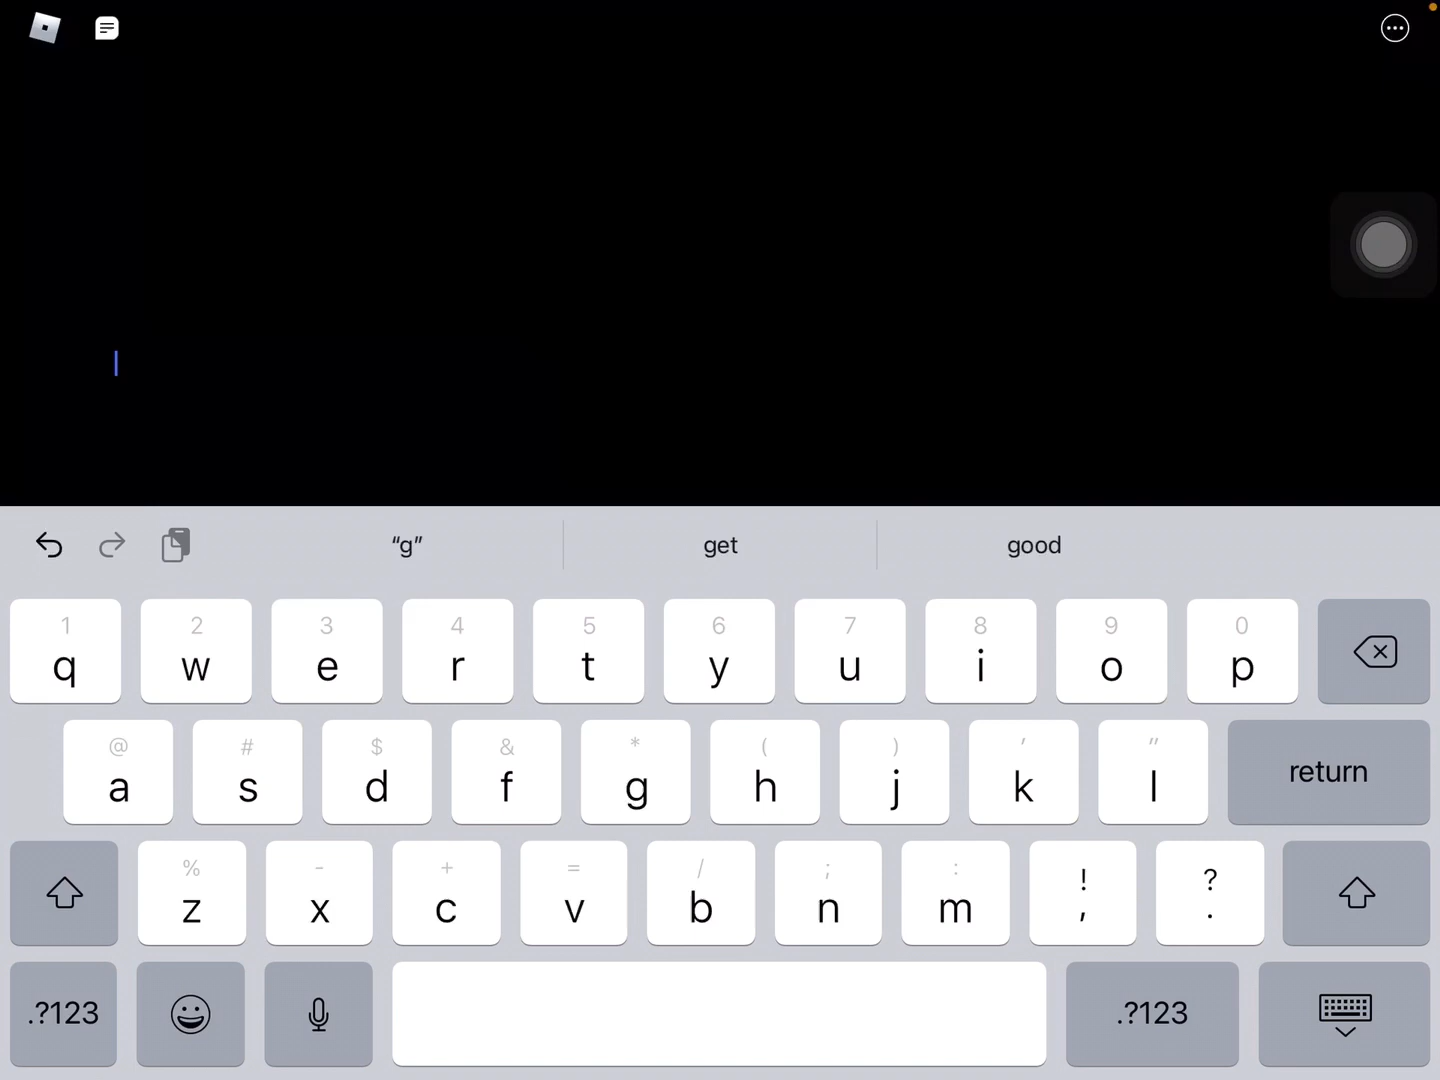 “g” get good
1 2 3 4 5 6 7 8 9 0
q w e r t y u i o p
@ # $ & * ( ) ' "
a s d f g h j k l return
% - + = / ; : ! ?
z x c v b n m , .
.?123 .?123